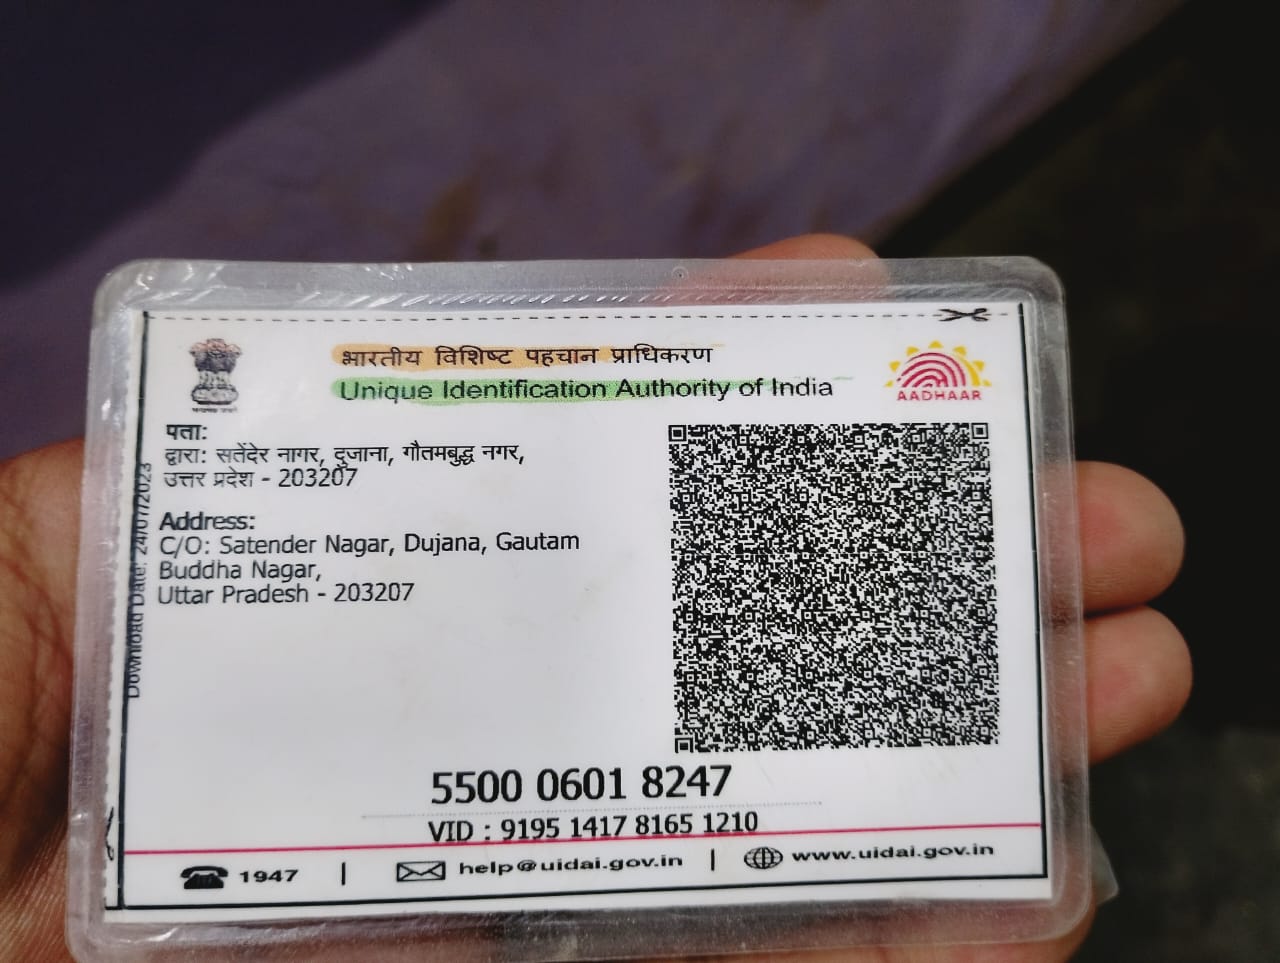 भारतीय विशिष्ट पहचान प्राधिकरण
Unique Identification Authority of India
AADHAAR
पता:
द्वारा: सतेंदेर नागर, दुजाना, गौतमबुद्ध नगर,
उत्तर प्रदेश - 203207
Address:
C/O: Satender Nagar, Dujana, Gautam
Buddha Nagar,
Uttar Pradesh - 203207
Download Date: 24/07/2023
5500 0601 8247
VID : 9195 1417 8165 1210
1947 | help@uidai.gov.in | www.uidai.gov.in